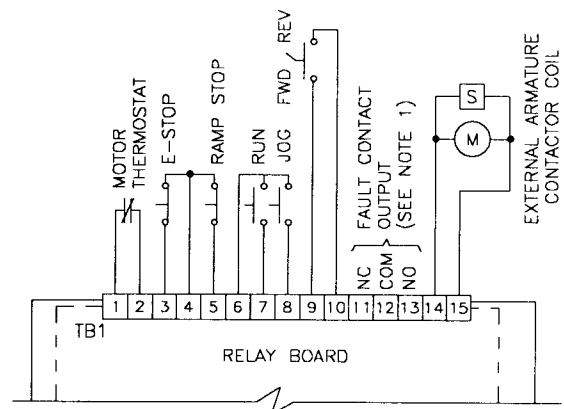 MOTOR
THERMOSTAT
E-STOP
RAMP STOP
RUN
JOG
FWD REV
NC
COM
NO
FAULT CONTACT
OUTPUT
(SEE NOTE 1)
S
M
EXTERNAL ARMATURE
CONTACTOR COIL
1 2 3 4 5 6 7 8 9 10 11 12 13 14 15
TB1
RELAY BOARD